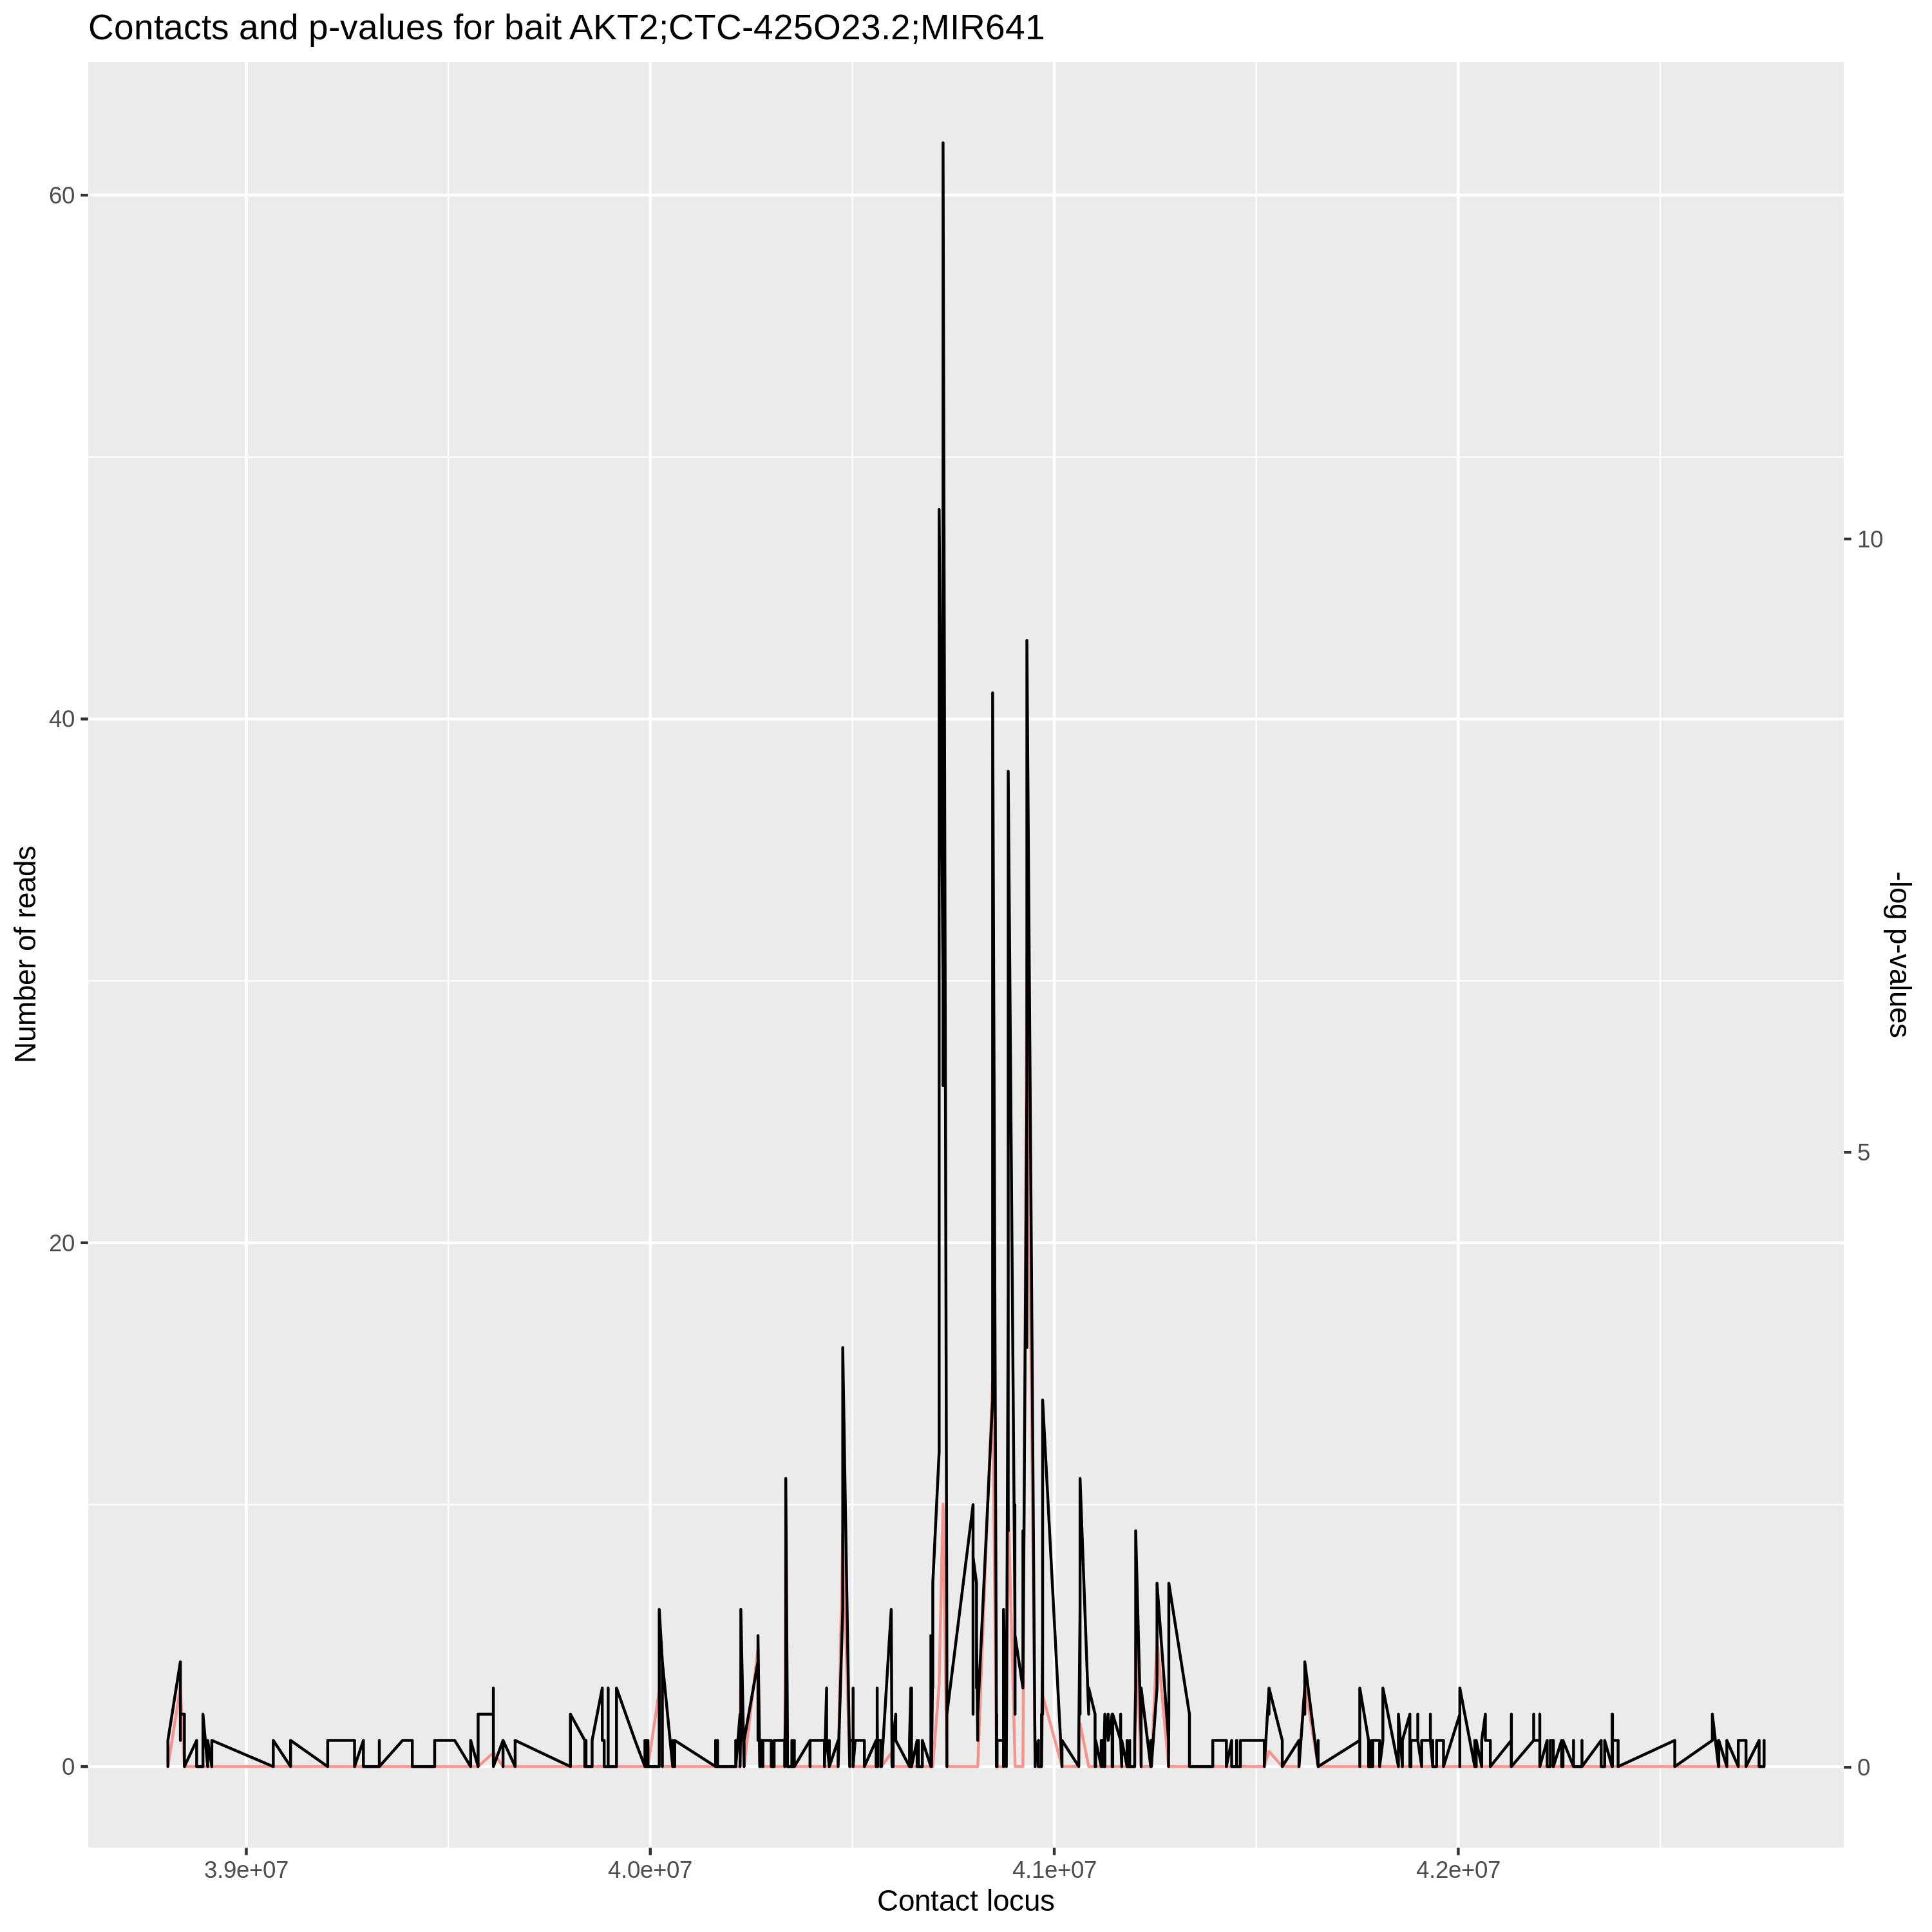 Contacts and p-values for bait AKT2;CTC-425O23.2;MIR641
60
40
20
0
Number of reads
10
5
0
-log p-values
3.9e+07
4.0e+07
4.1e+07
4.2e+07
Contact locus